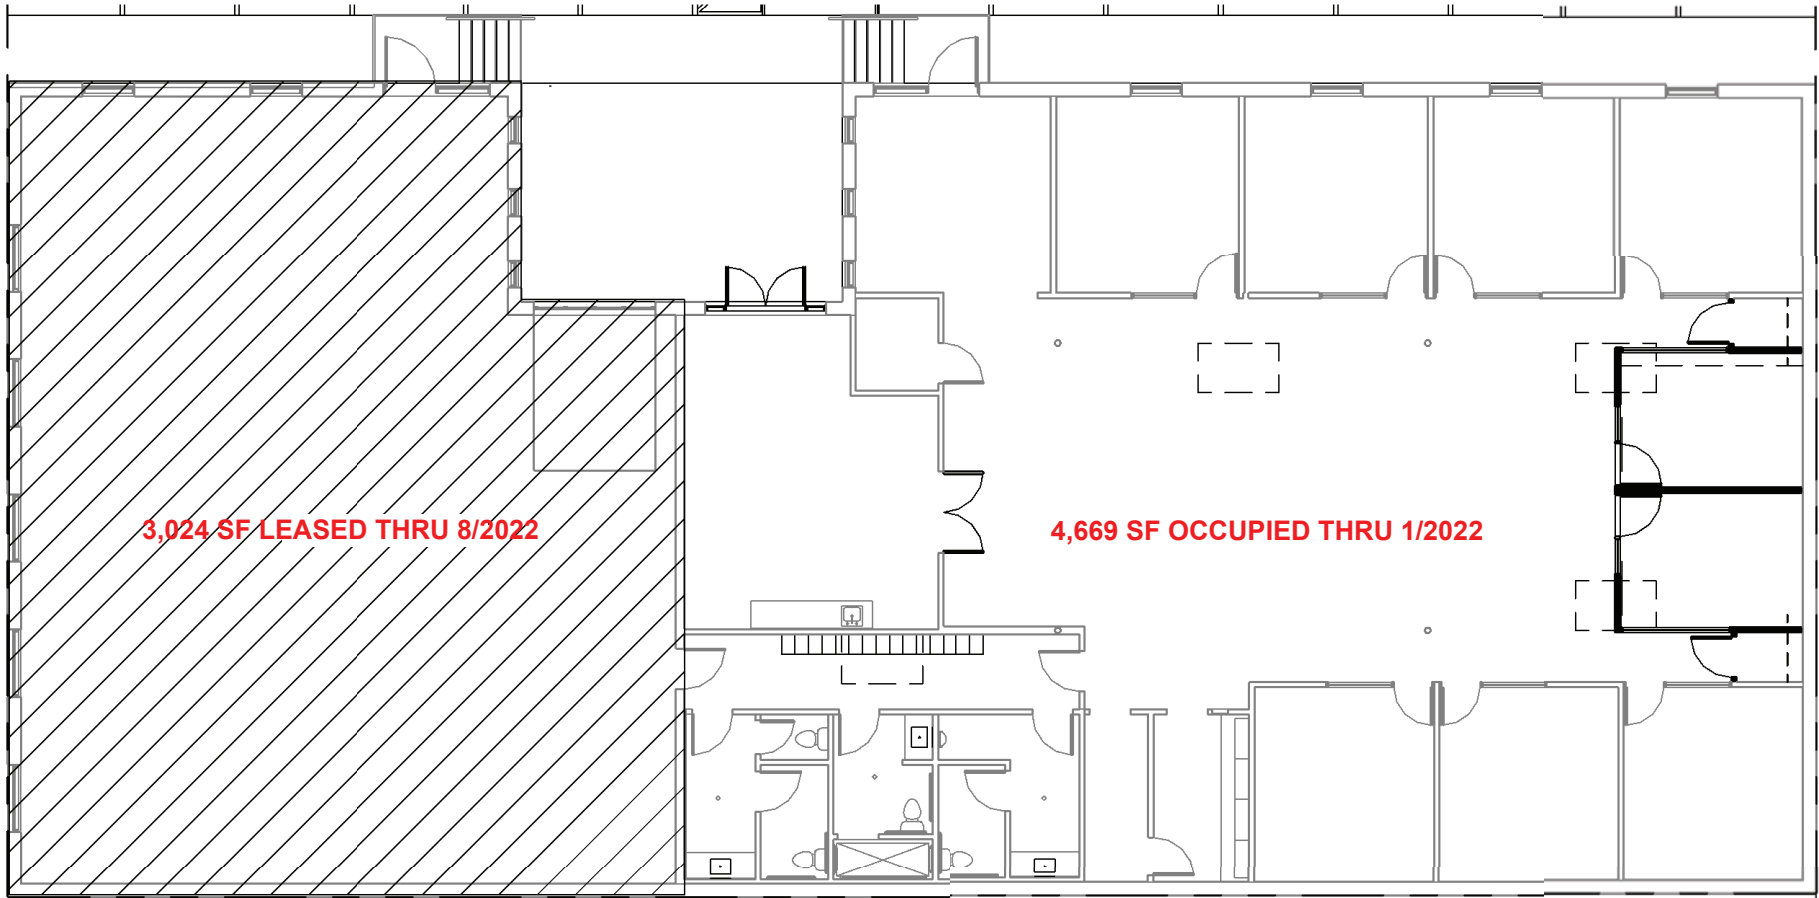 3,024 SF LEASED THRU 8/2022
4,669 SF OCCUPIED THRU 1/2022